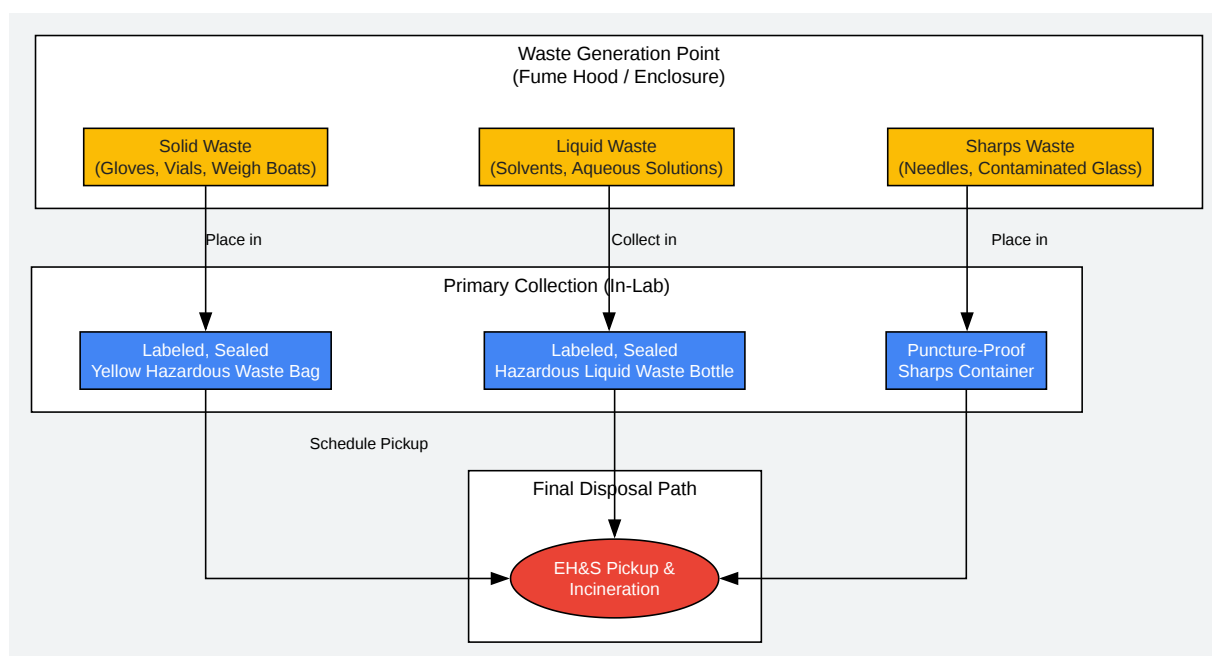 Waste Generation Point
(Fume Hood / Enclosure)
Solid Waste
(Gloves, Vials, Weigh Boats)
Liquid Waste
(Solvents, Aqueous Solutions)
Sharps Waste
(Needles, Contaminated Glass)
Place in
Collect in
Place in
Primary Collection (In-Lab)
Labeled, Sealed
Yellow Hazardous Waste Bag
Labeled, Sealed
Hazardous Liquid Waste Bottle
Puncture-Proof
Sharps Container
Schedule Pickup
Final Disposal Path
EH&S Pickup &
Incineration